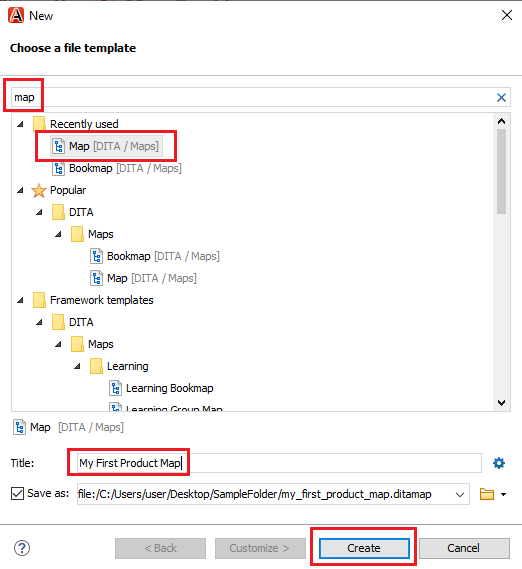 New
Choose a file template
map
Recently used
Map [DITA / Maps]
Bookmap [DITA / Maps]
Popular
DITA
Maps
Bookmap [DITA / Maps]
Map [DITA / Maps]
Framework templates
DITA
Maps
Learning
Learning Bookmap
Learning Group Map
Map [DITA / Maps]
Title: My First Product Map
Save as: file:/C:/Users/user/Desktop/SampleFolder/my_first_product_map.ditamap
? < Back Customize > Create Cancel